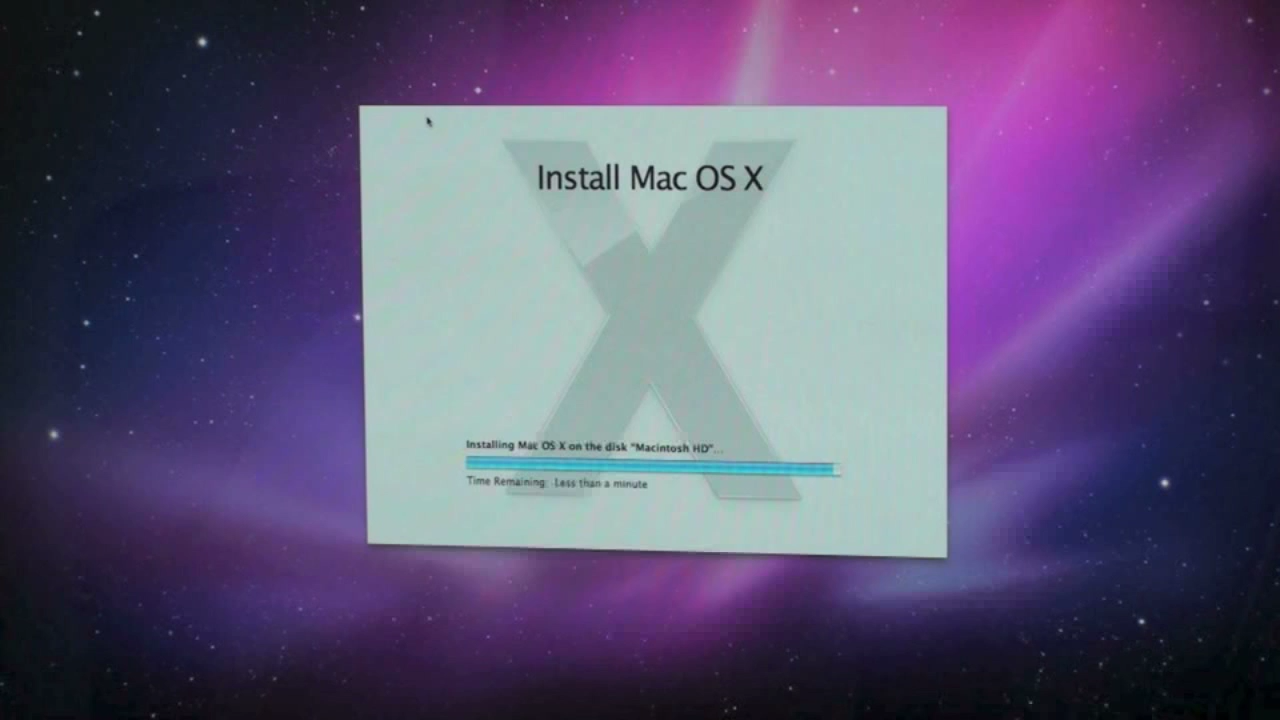 Install Mac OS X
Installing Mac OS X on the disk "Macintosh HD"...
Time Remaining: Less than a minute